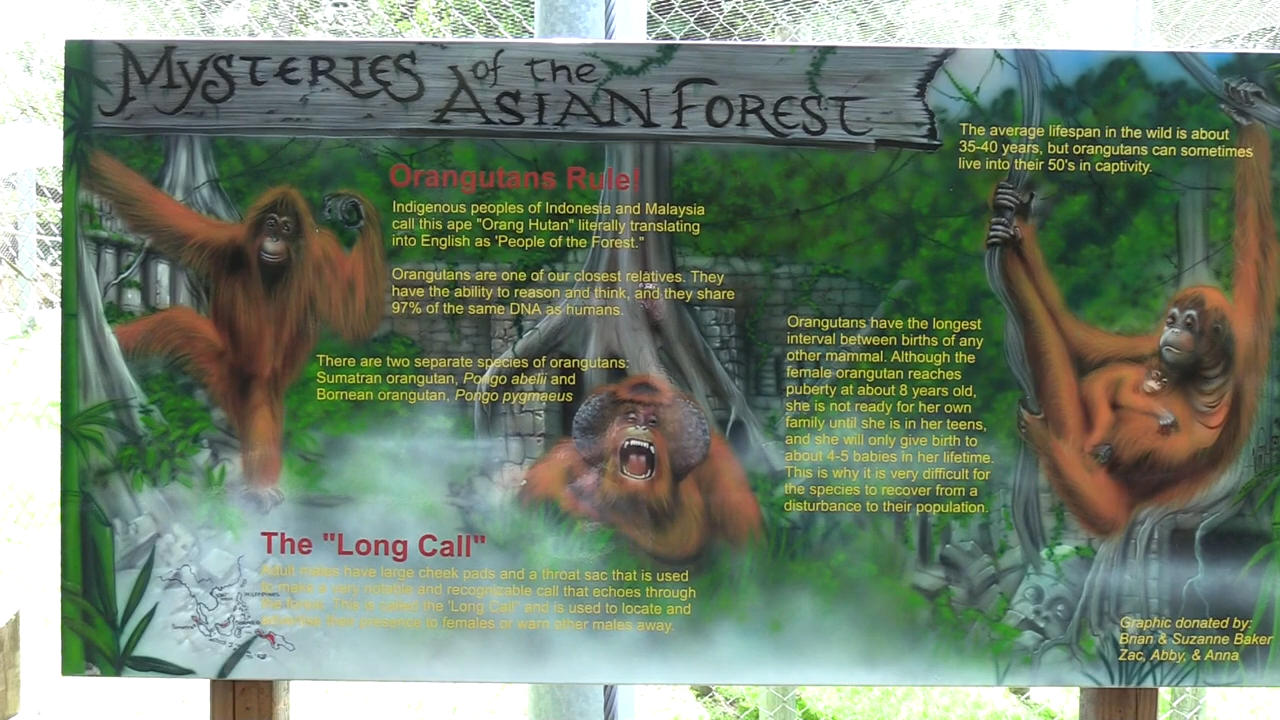 Mysteries of the
Asian Forest
The average lifespan in the wild is about
35-40 years, but orangutans can sometimes
live into their 50's in captivity.
Orangutans Rule!
Indigenous peoples of Indonesia and Malaysia
call this ape "Orang Hutan" literally translating
into English as 'People of the Forest."
Orangutans are one of our closest relatives. They
have the ability to reason and think, and they share
97% of the same DNA as humans.
There are two separate species of orangutans:
Sumatran orangutan, Pongo abelii and
Bornean orangutan, Pongo pygmaeus
Orangutans have the longest
interval between births of any
other mammal. Although the
female orangutan reaches
puberty at about 8 years old,
she is not ready for her own
family until she is in her teens,
and she will only give birth to
about 4-5 babies in her lifetime.
This is why it is very difficult for
the species to recover from a
disturbance to their population.
The "Long Call"
Adult males have large cheek pads and a throat sac that is used
to make a very notable and recognizable call that echoes through
the forest. This is called the 'Long Call" and is used to locate and
advertise their presence to females or warn other males away.
Graphic donated by:
Brian & Suzanne Baker
Zac, Abby, & Anna